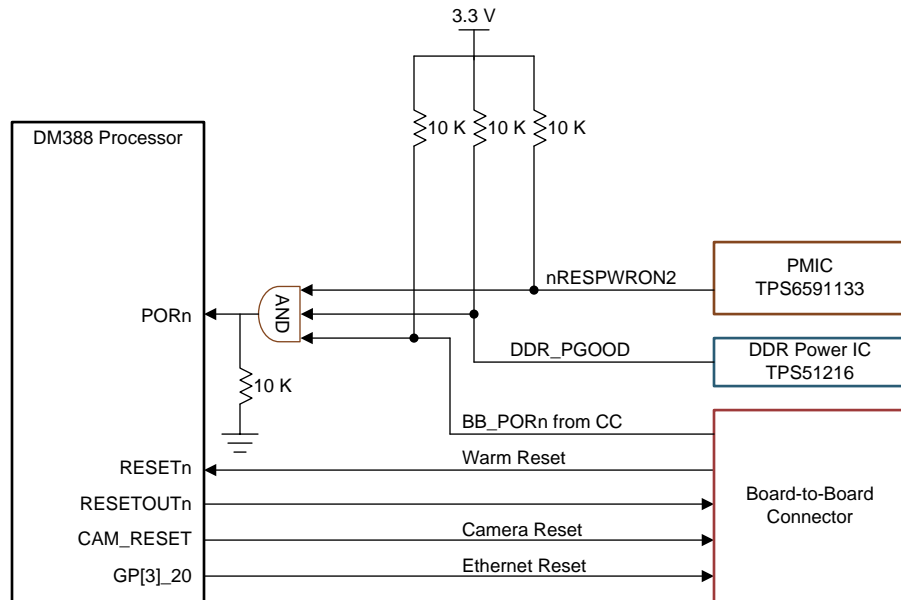 3.3 V
10 K
10 K
10 K
DM388 Processor
nRESPWRON2
PMIC
TPS6591133
PORn
AND
DDR_PGOOD
DDR Power IC
TPS51216
10 K
BB_PORn from CC
RESETn
Warm Reset
RESETOUTn
Board-to-Board
Connector
CAM_RESET
Camera Reset
GP[3]_20
Ethernet Reset